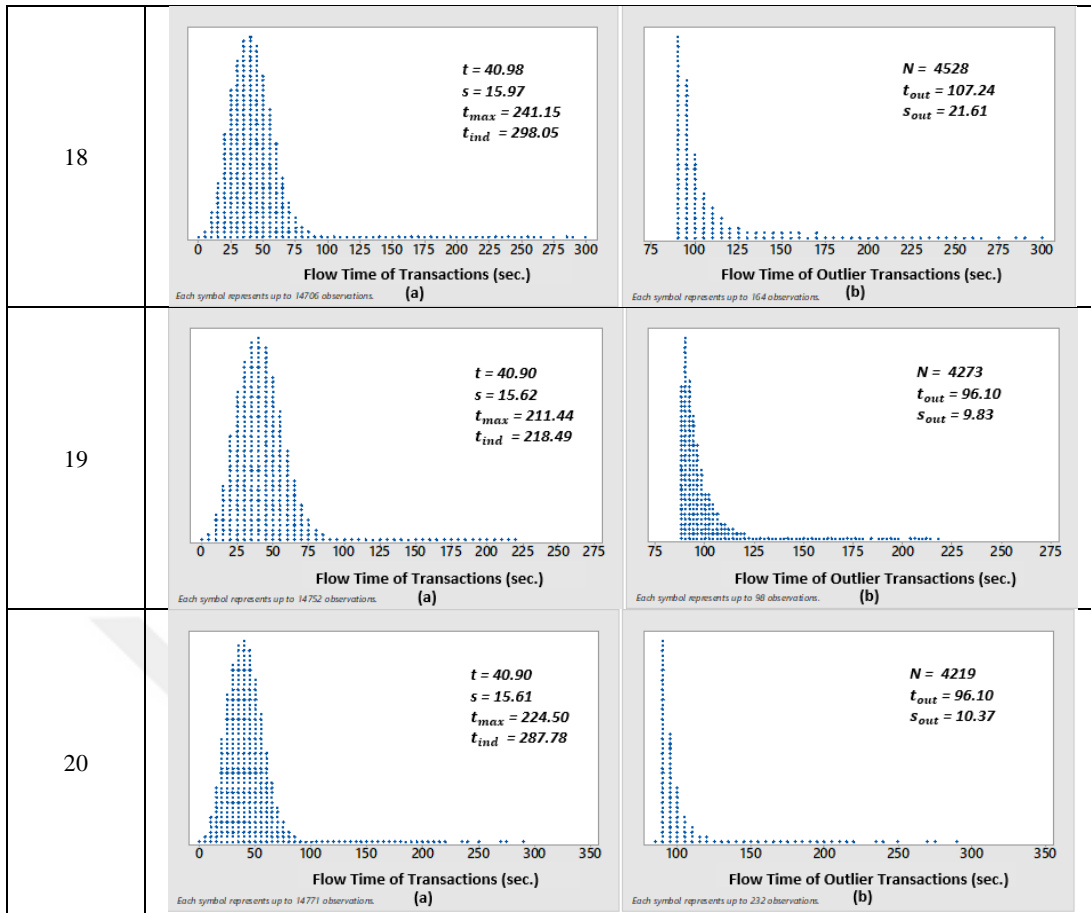 18
t = 40.98
s = 15.97
t_max = 241.15
t_ind = 298.05
0 25 50 75 100 125 150 175 200 225 250 275 300
Flow Time of Transactions (sec.)
Each symbol represents up to 14706 observations.
(a)
N = 4528
t_out = 107.24
s_out = 21.61
75 100 125 150 175 200 225 250 275 300
Flow Time of Outlier Transactions (sec.)
Each symbol represents up to 164 observations.
(b)
19
t = 40.90
s = 15.62
t_max = 211.44
t_ind = 218.49
0 25 50 75 100 125 150 175 200 225 250 275
Flow Time of Transactions (sec.)
Each symbol represents up to 14752 observations.
(a)
N = 4273
t_out = 96.10
s_out = 9.83
75 100 125 150 175 200 225 250 275
Flow Time of Outlier Transactions (sec.)
Each symbol represents up to 98 observations.
(b)
20
t = 40.90
s = 15.61
t_max = 224.50
t_ind = 287.78
0 50 100 150 200 250 300 350
Flow Time of Transactions (sec.)
Each symbol represents up to 14771 observations.
(a)
N = 4219
t_out = 96.10
s_out = 10.37
100 150 200 250 300 350
Flow Time of Outlier Transactions (sec.)
Each symbol represents up to 232 observations.
(b)